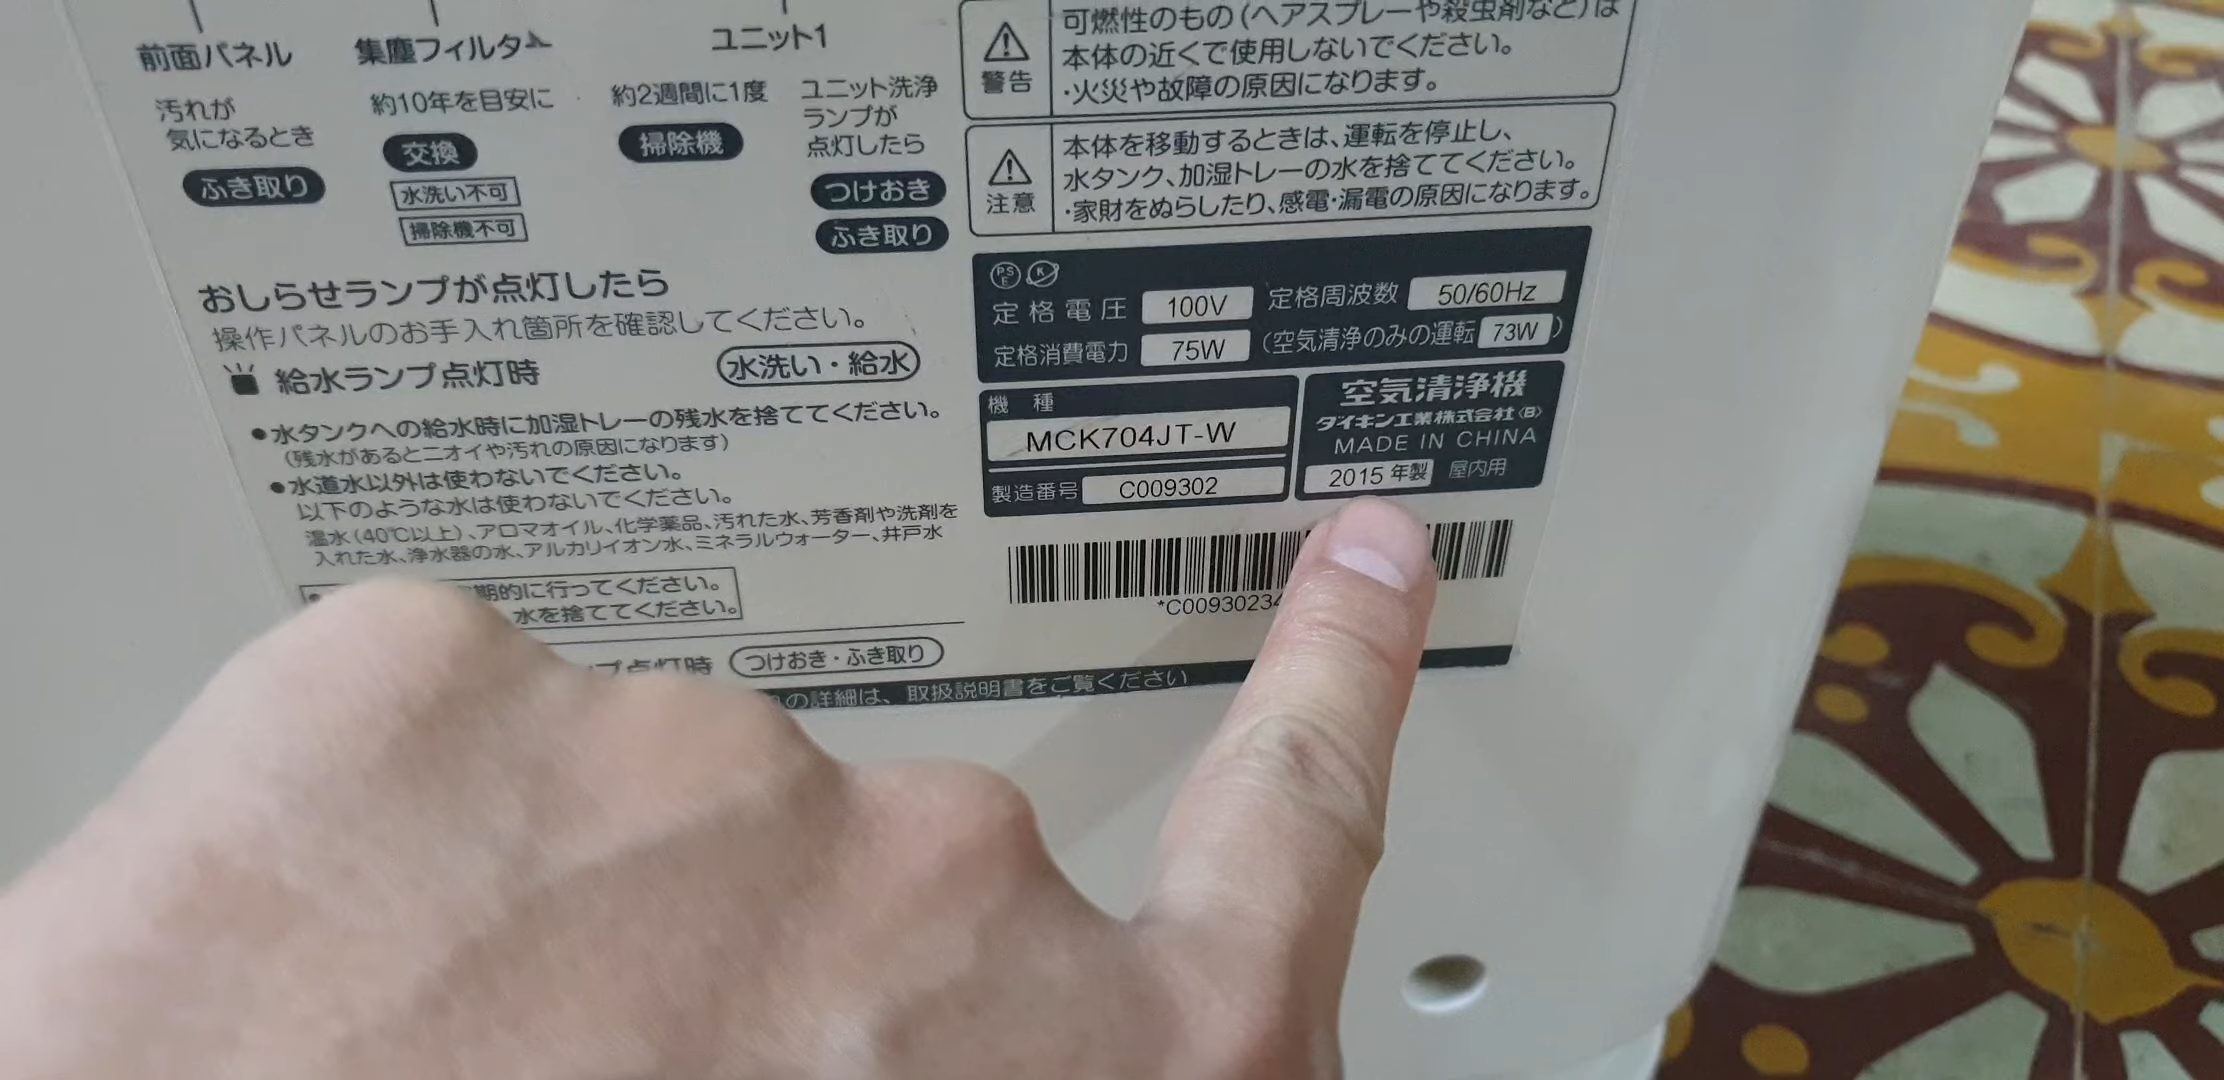 前面パネル
汚れが
気になるとき
ふき取り
集塵フィルター
約10年を目安に
交換
水洗い不可
掃除機不可
ユニット1
約2週間に1度
掃除機
ユニット洗浄
ランプが
点灯したら
つけおき
ふき取り
おしらせランプが点灯したら
操作パネルのお手入れ箇所を確認してください。
給水ランプ点灯時
水洗い・給水
●水タンクへの給水時に加湿トレーの残水を捨ててください。
(残水があるとニオイや汚れの原因になります)
●水道水以外は使わないでください。
以下のような水は使わないでください。
温水(40℃以上)、アロマオイル、化学薬品、汚れた水、芳香剤や洗剤を
入れた水、浄水器の水、アルカリイオン水、ミネラルウォーター、井戸水
期的に行ってください。
水を捨ててください。
プ点灯時
つけおき・ふき取り
の詳細は、取扱説明書をご覧ください
警告
可燃性のもの(ヘアスプレーや殺虫剤など)は
本体の近くで使用しないでください。
・火災や故障の原因になります。
注意
本体を移動するときは、運転を停止し、
水タンク、加湿トレーの水を捨ててください。
・家財をぬらしたり、感電・漏電の原因になります。
PS
E
定格電圧 100V 定格周波数 50/60Hz
定格消費電力 75W (空気清浄のみの運転 73W)
機種
MCK704JT-W
製造番号 C009302
空気清浄機
ダイキン工業株式会社〈B〉
MADE IN CHINA
2015年製 屋内用
*C00930234